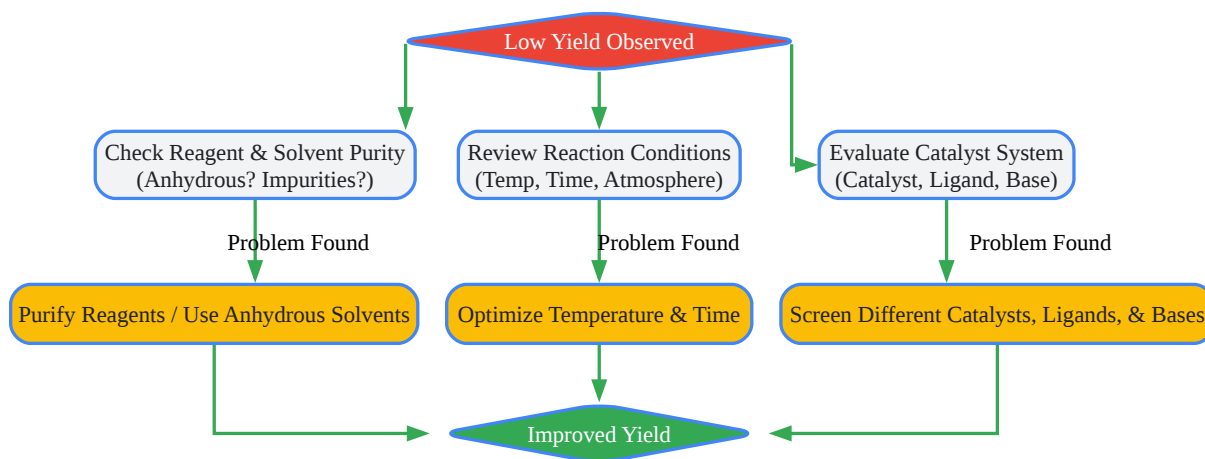 Low Yield Observed
Check Reagent & Solvent Purity
(Anhydrous? Impurities?)
Review Reaction Conditions
(Temp, Time, Atmosphere)
Evaluate Catalyst System
(Catalyst, Ligand, Base)
Problem Found
Problem Found
Problem Found
Purify Reagents / Use Anhydrous Solvents
Optimize Temperature & Time
Screen Different Catalysts, Ligands, & Bases
Improved Yield